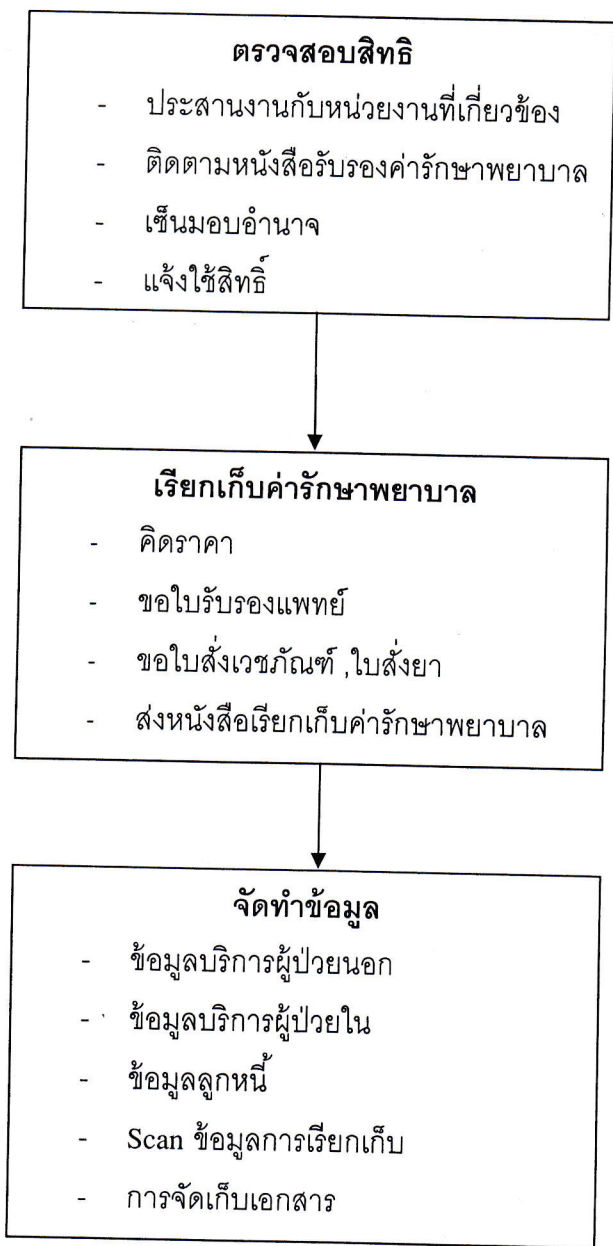 ตรวจสอบสิทธิ
- ประสานงานกับหน่วยงานที่เกี่ยวข้อง
- ติดตามหนังสือรับรองค่ารักษาพยาบาล
- เซ็นมอบอำนาจ
- แจ้งใช้สิทธิ์
เรียกเก็บค่ารักษาพยาบาล
- คิดราคา
- ขอใบรับรองแพทย์
- ขอใบสั่งเวชภัณฑ์ ,ใบสั่งยา
- ส่งหนังสือเรียกเก็บค่ารักษาพยาบาล
จัดทำข้อมูล
- ข้อมูลบริการผู้ป่วยนอก
- ข้อมูลบริการผู้ป่วยใน
- ข้อมูลลูกหนี้
- Scan ข้อมูลการเรียกเก็บ
- การจัดเก็บเอกสาร